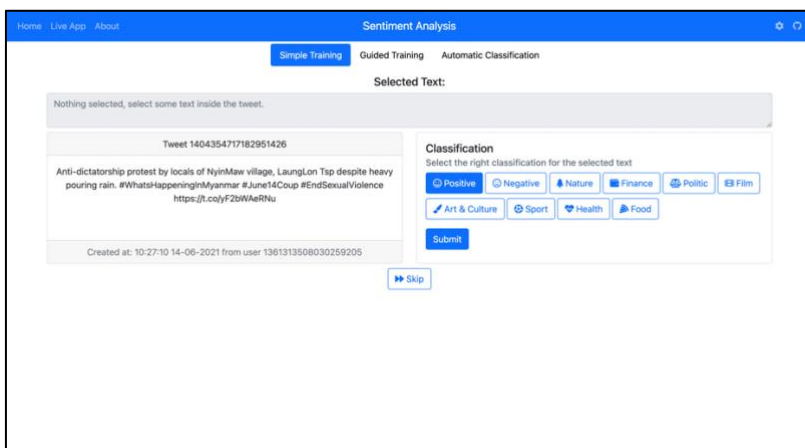 Home Live App About Sentiment Analysis
Simple Training Guided Training Automatic Classification
Selected Text:
Nothing selected, select some text inside the tweet.
Tweet 1404354717182951426
Anti-dictatorship protest by locals of NyinMaw village, LaungLon Tsp despite heavy
pouring rain. #WhatsHappeningInMyanmar #June14Coup #EndSexualViolence
https://t.co/yF2bWAeRNu
Created at: 10:27:10 14-06-2021 from user 1361313508030259205
Classification
Select the right classification for the selected text
Positive Negative Nature Finance Politic Film
Art & Culture Sport Health Food
Submit
Skip